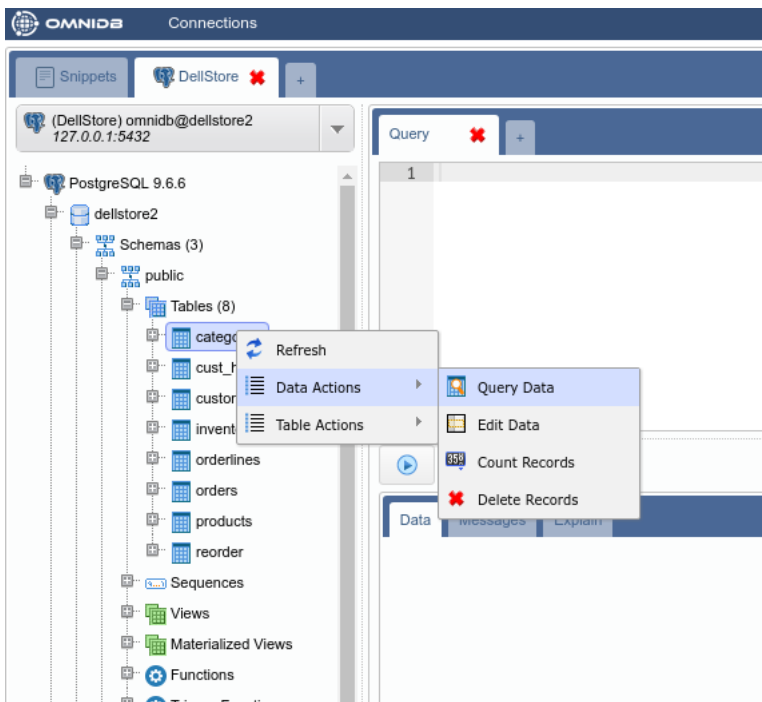 OMNIDB Connections
Snippets DellStore +
(DellStore) omnidb@dellstore2
127.0.0.1:5432
Query +
1
PostgreSQL 9.6.6
dellstore2
Schemas (3)
public
Tables (8)
Refresh
Data Actions
Query Data
Table Actions
Edit Data
orderlines
Count Records
orders
Delete Records
products
Data Messages Explain
reorder
Sequences
Views
Materialized Views
Functions